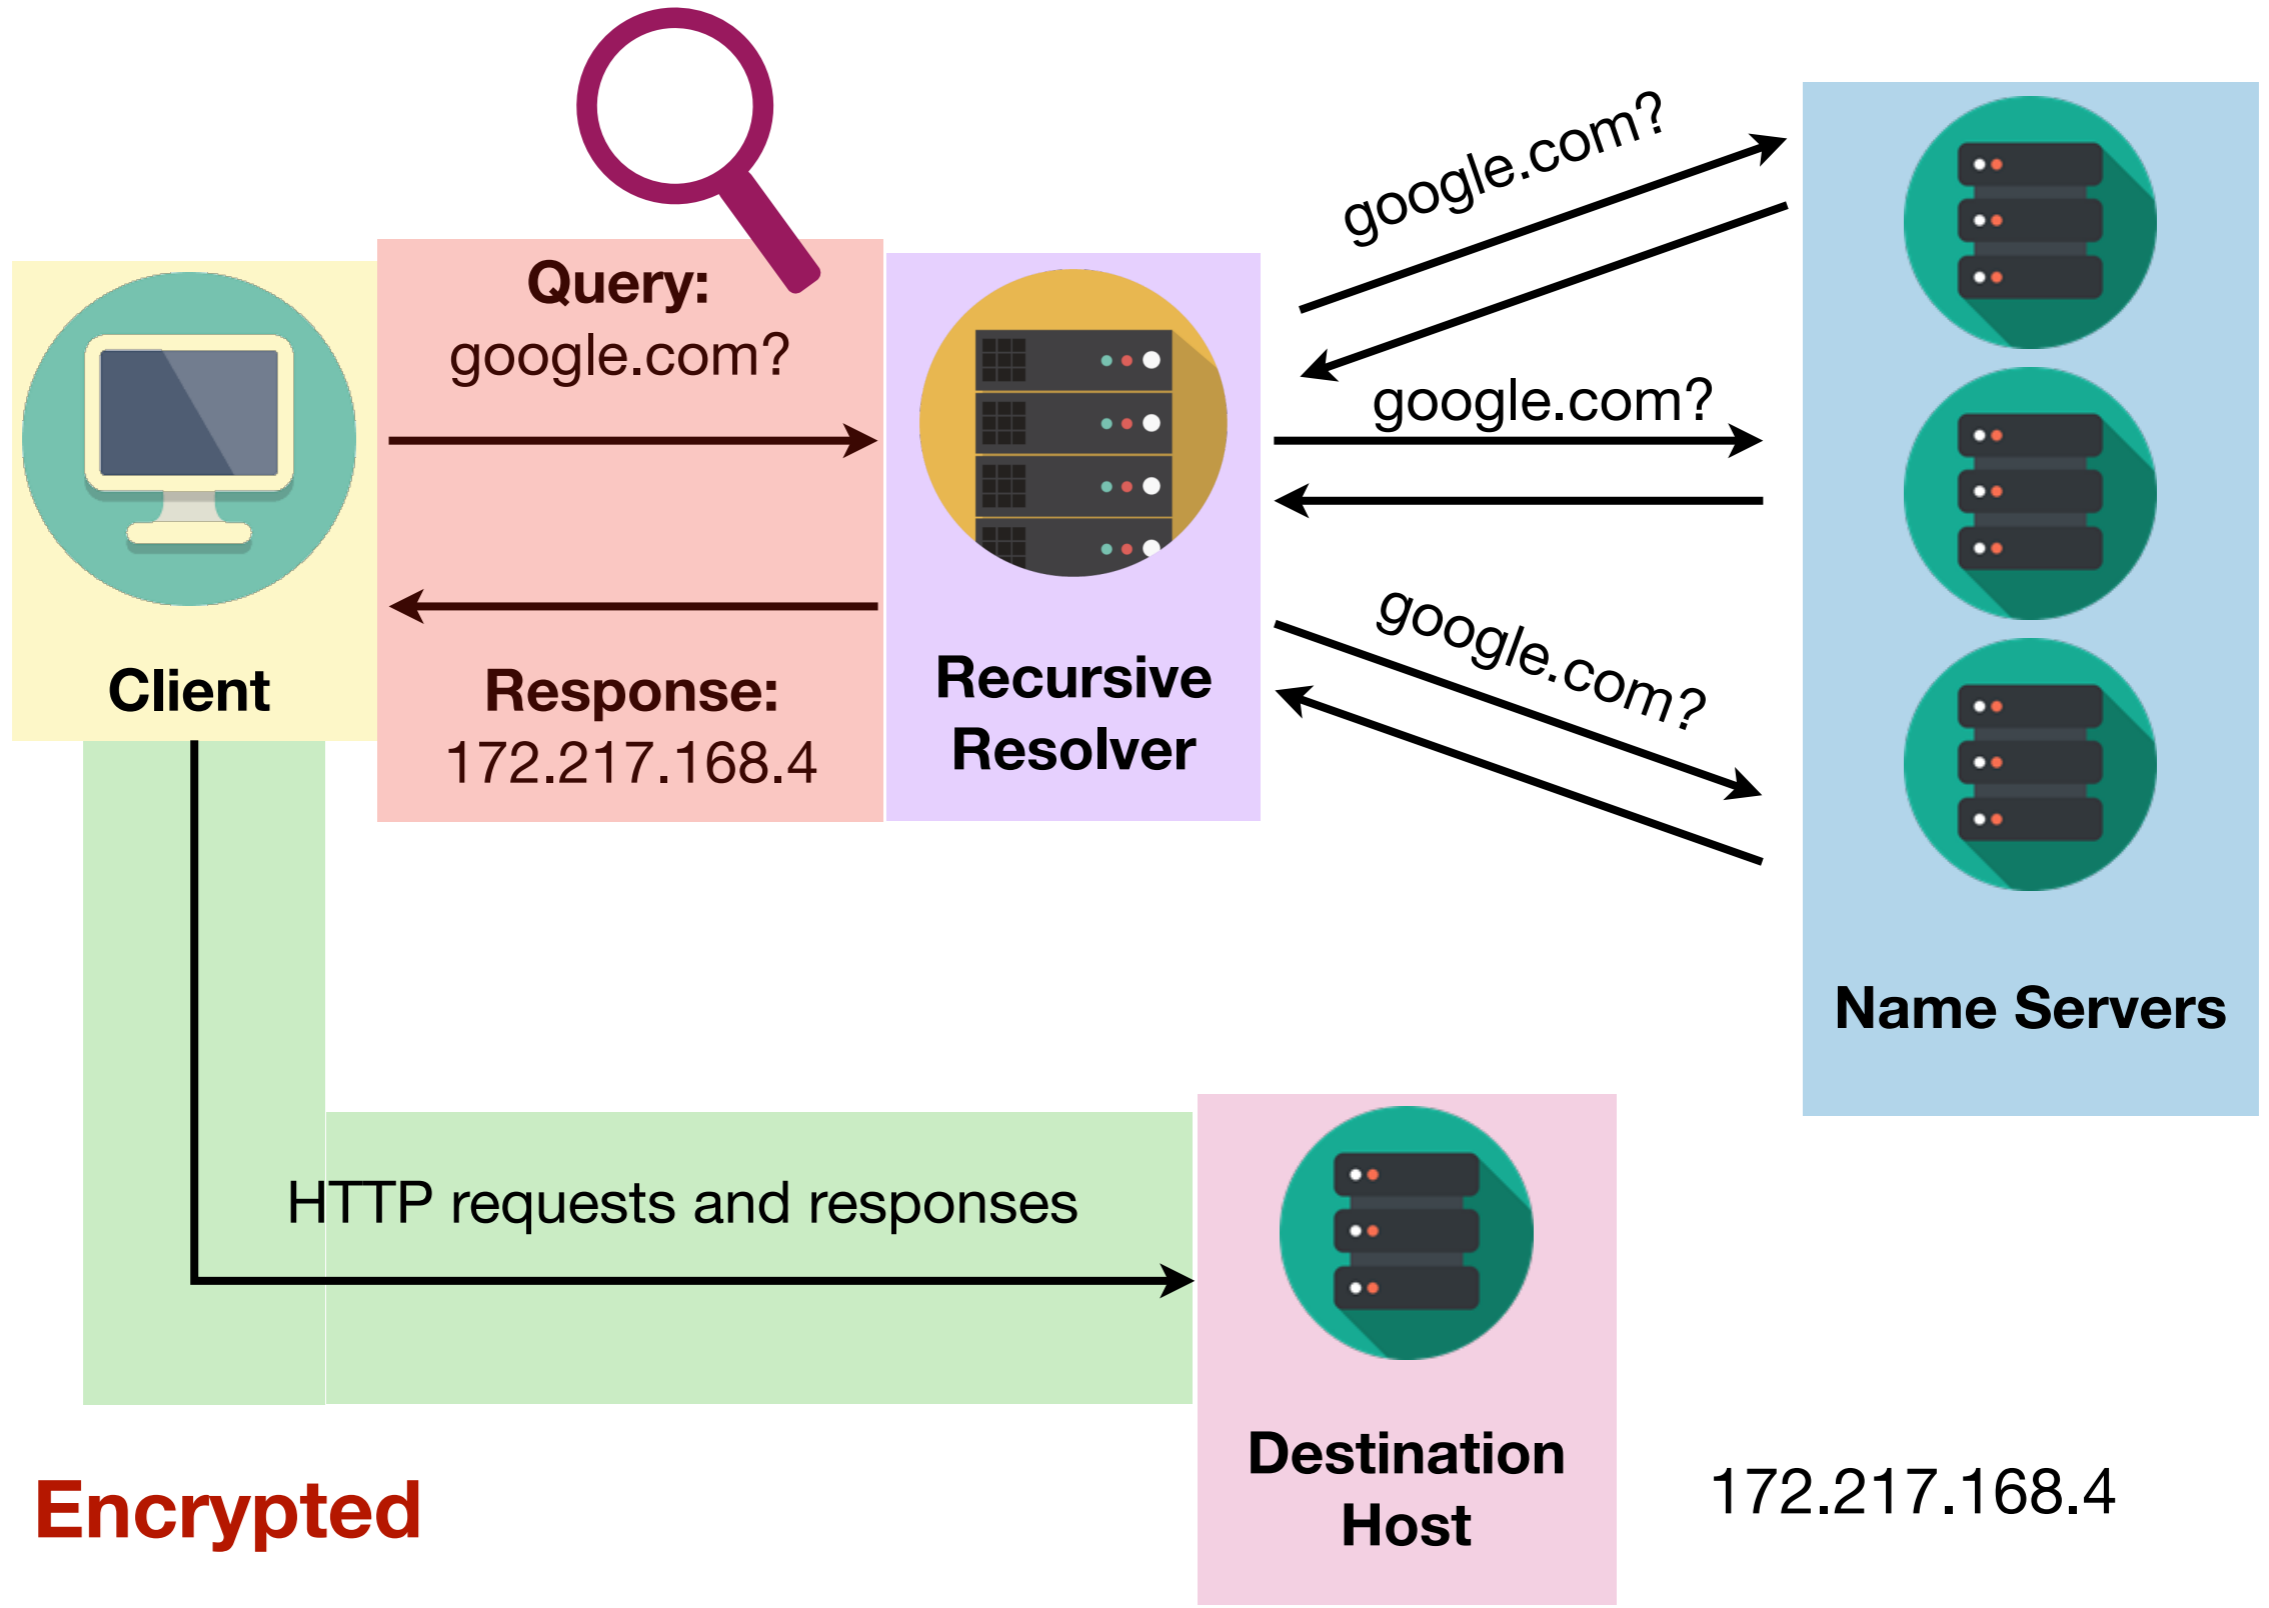 Query:
google.com?
Client
Response:
172.217.168.4
Recursive
Resolver
google.com?
google.com?
google.com?
Name Servers
HTTP requests and responses
Destination
Host
172.217.168.4
Encrypted